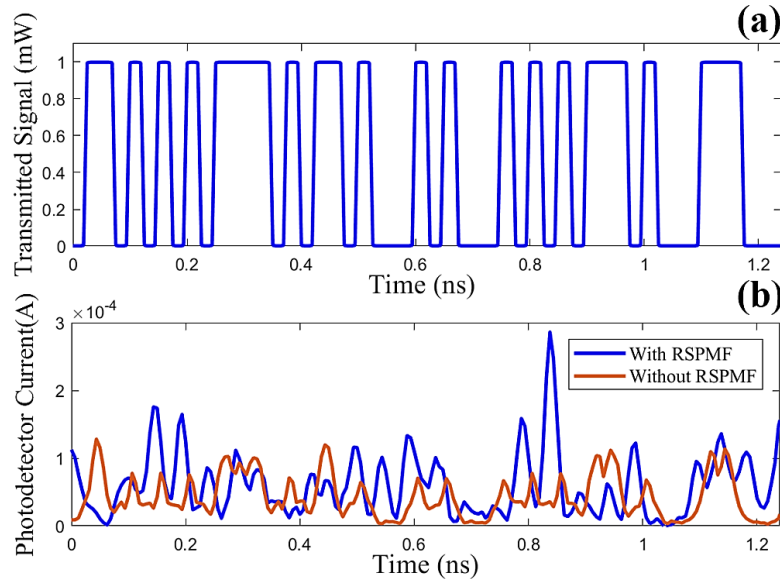 (a)
Transmitted Signal (mW)
1
0.8
0.6
0.4
0.2
0
0 0.2 0.4 0.6 0.8 1 1.2
Time (ns)
(b)
×10⁻⁴
Photodetector Current(A)
3
2
1
0
With RSPMF
Without RSPMF
0 0.2 0.4 0.6 0.8 1 1.2
Time (ns)